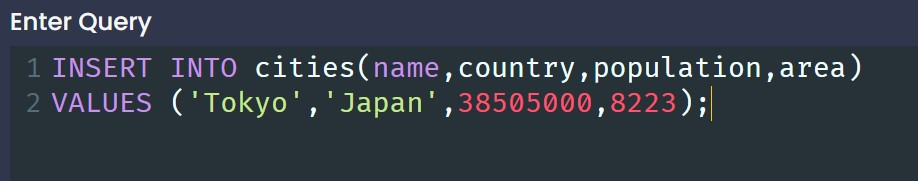 Enter Query
1 INSERT INTO cities(name,country,population,area)
2 VALUES ('Tokyo','Japan',38505000,8223);